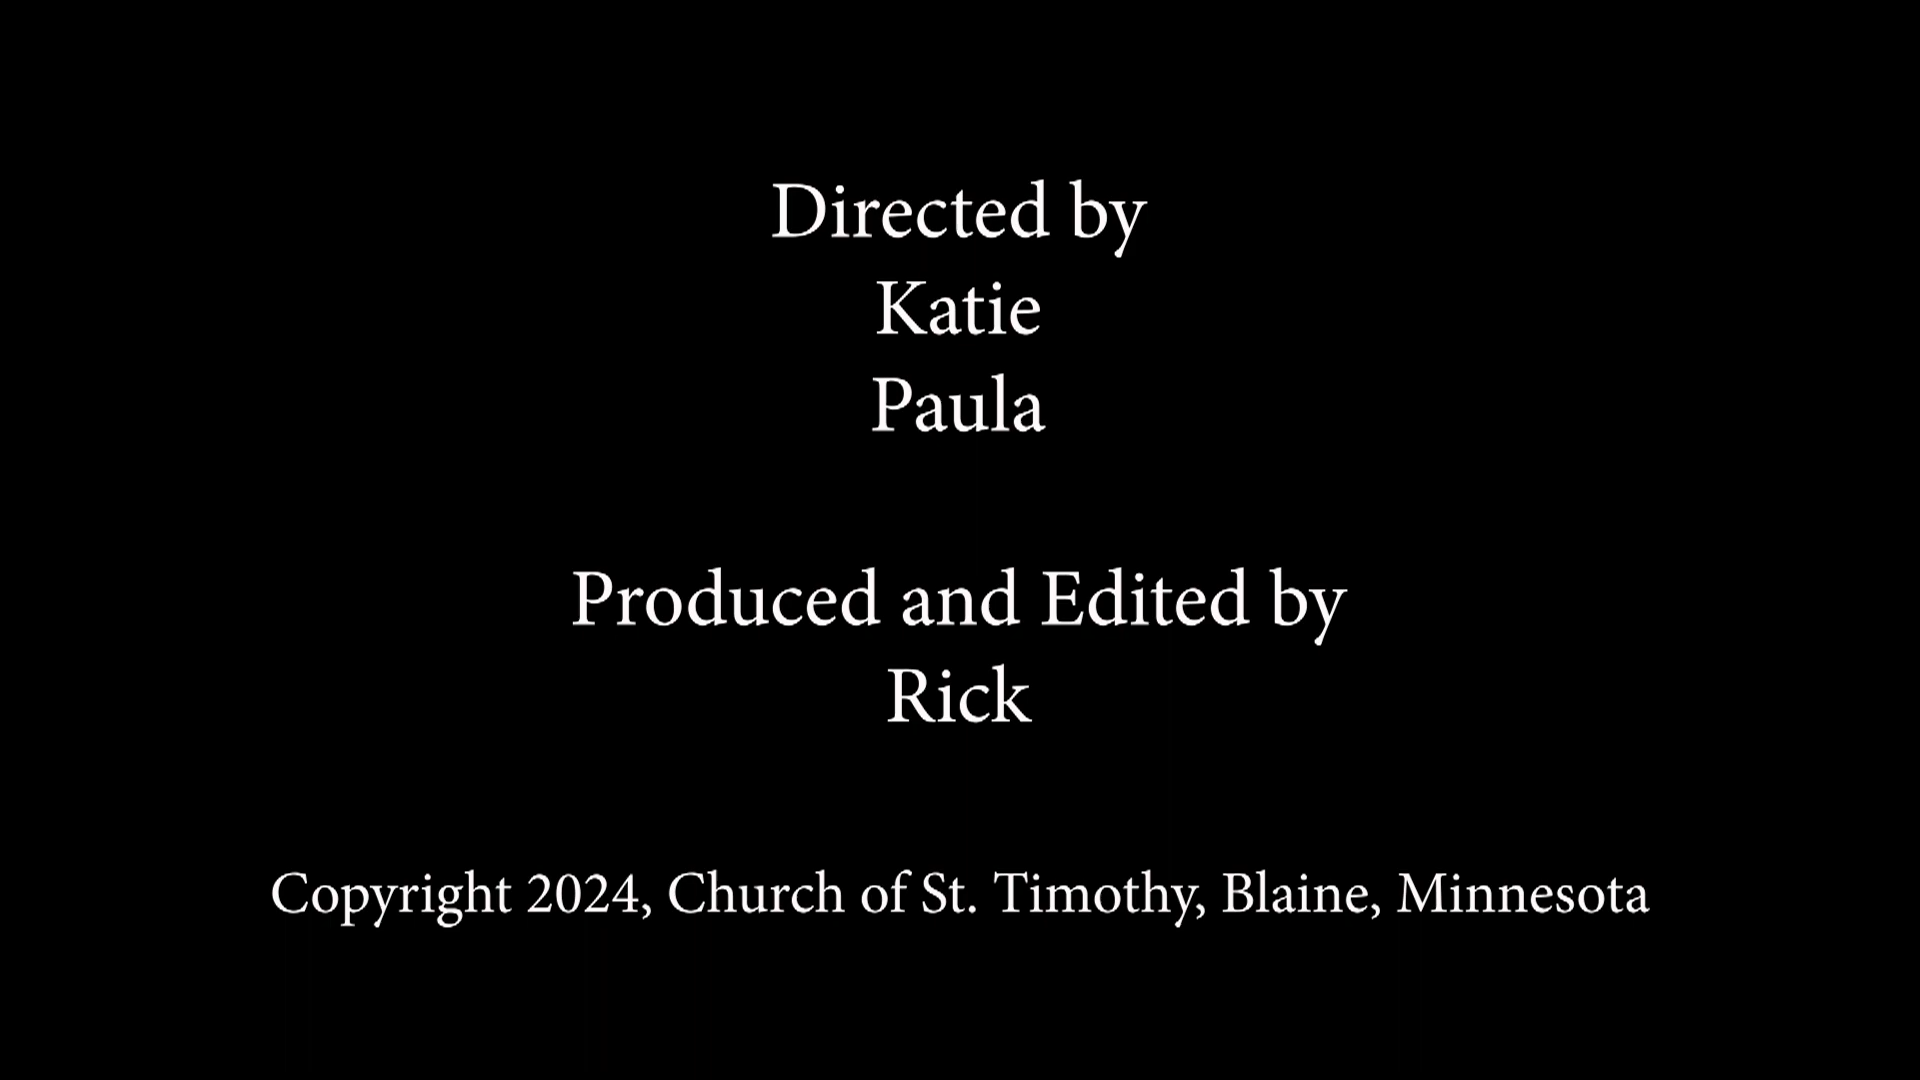 Directed by
Katie
Paula
Produced and Edited by
Rick
Copyright 2024, Church of St. Timothy, Blaine, Minnesota